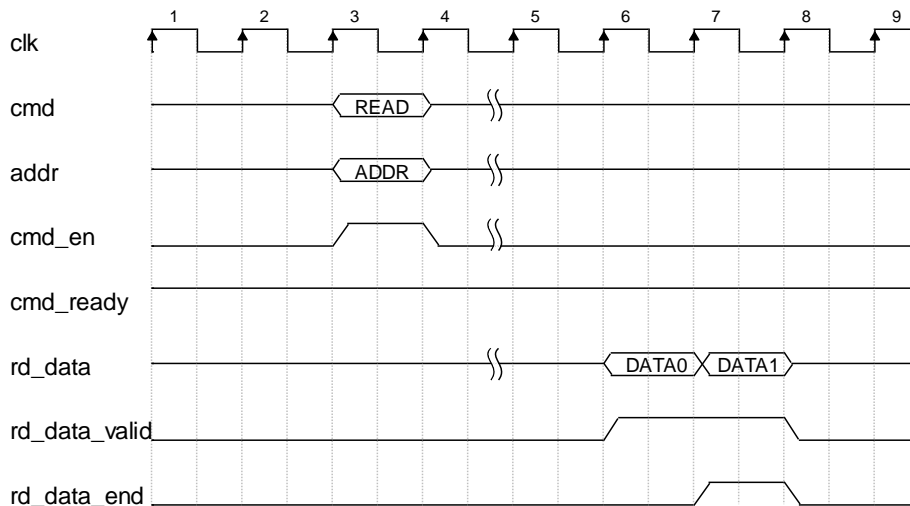 1 2 3 4 5 6 7 8 9
clk
cmd READ
addr ADDR
cmd_en
cmd_ready
rd_data DATA0 DATA1
rd_data_valid
rd_data_end